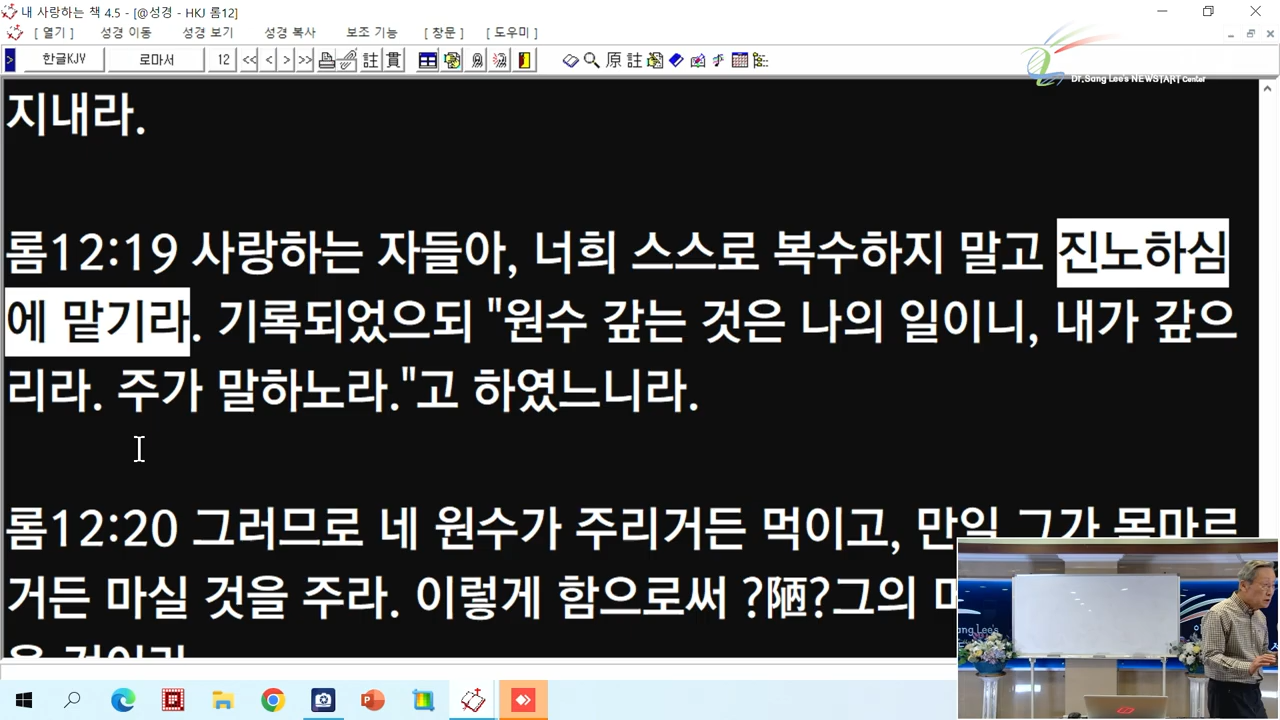 내 사랑하는 책 4.5 - [@성경 - HKJ 롬12]
[ 열기 ] 성경 이동 성경 보기 성경 복사 보조 기능 [ 창문 ] [ 도우미 ]
한글KJV 로마서 12 << < > >> 註 貫 原 註
Dr.Sang Lee's NEWSTART Center
지내라.
롬12:19 사랑하는 자들아, 너희 스스로 복수하지 말고 진노하심
에 맡기라. 기록되었으되 "원수 갚는 것은 나의 일이니, 내가 갚으
리라. 주가 말하노라."고 하였느니라.
롬12:20 그러므로 네 원수가 주리거든 먹이고, 만일 그가 목마르
거든 마실 것을 주라. 이렇게 함으로써 ?陋?그의